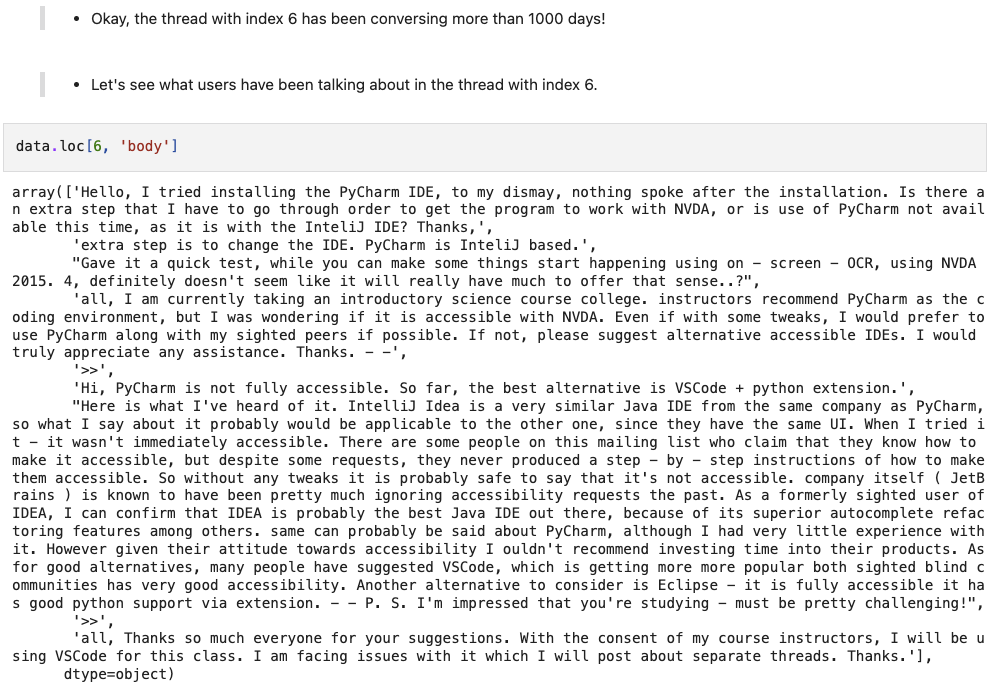 • Okay, the thread with index 6 has been conversing more than 1000 days!
• Let's see what users have been talking about in the thread with index 6.
data.loc[6, 'body']
array(['Hello, I tried installing the PyCharm IDE, to my dismay, nothing spoke after the installation. Is there a
n extra step that I have to go through order to get the program to work with NVDA, or is use of PyCharm not avail
able this time, as it is with the InteliJ IDE? Thanks,',
'extra step is to change the IDE. PyCharm is InteliJ based.',
"Gave it a quick test, while you can make some things start happening using on – screen – OCR, using NVDA
2015. 4, definitely doesn't seem like it will really have much to offer that sense..?",
'all, I am currently taking an introductory science course college. instructors recommend PyCharm as the c
oding environment, but I was wondering if it is accessible with NVDA. Even if with some tweaks, I would prefer to
use PyCharm along with my sighted peers if possible. If not, please suggest alternative accessible IDEs. I would
truly appreciate any assistance. Thanks. – –',
'>>',
'Hi, PyCharm is not fully accessible. So far, the best alternative is VSCode + python extension.',
"Here is what I've heard of it. IntelliJ Idea is a very similar Java IDE from the same company as PyCharm,
so what I say about it probably would be applicable to the other one, since they have the same UI. When I tried i
t – it wasn't immediately accessible. There are some people on this mailing list who claim that they know how to
make it accessible, but despite some requests, they never produced a step – by – step instructions of how to make
them accessible. So without any tweaks it is probably safe to say that it's not accessible. company itself ( JetB
rains ) is known to have been pretty much ignoring accessibility requests the past. As a formerly sighted user of
IDEA, I can confirm that IDEA is probably the best Java IDE out there, because of its superior autocomplete refac
toring features among others. same can probably be said about PyCharm, although I had very little experience with
it. However given their attitude towards accessibility I ouldn't recommend investing time into their products. As
for good alternatives, many people have suggested VSCode, which is getting more more popular both sighted blind c
ommunities has very good accessibility. Another alternative to consider is Eclipse – it is fully accessible it ha
s good python support via extension. – – P. S. I'm impressed that you're studying – must be pretty challenging!",
'>>',
'all, Thanks so much everyone for your suggestions. With the consent of my course instructors, I will be u
sing VSCode for this class. I am facing issues with it which I will post about separate threads. Thanks.'],
dtype=object)